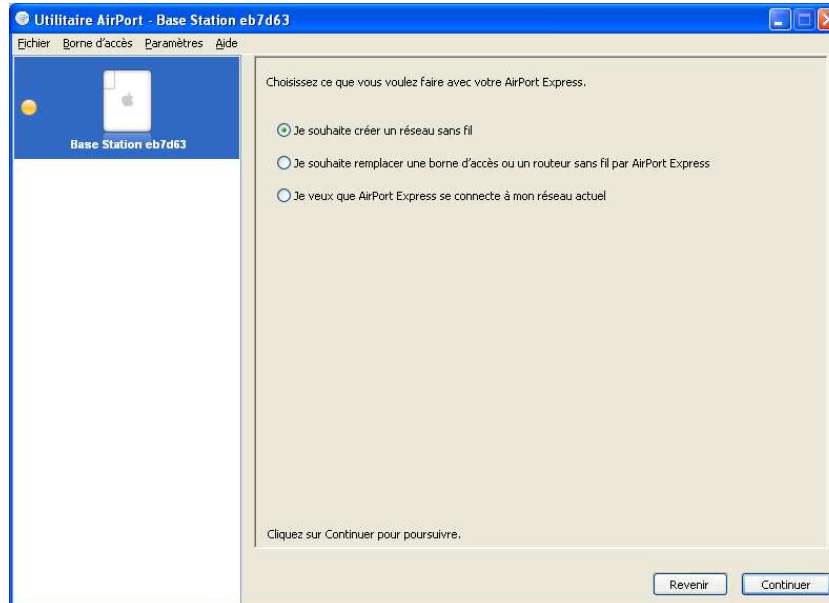 Utilitaire AirPort - Base Station eb7d63
Fichier Borne d'accès Paramètres Aide
Base Station eb7d63
Choisissez ce que vous voulez faire avec votre AirPort Express.
Je souhaite créer un réseau sans fil
Je souhaite remplacer une borne d'accès ou un routeur sans fil par AirPort Express
Je veux que AirPort Express se connecte à mon réseau actuel
Cliquez sur Continuer pour poursuivre.
Revenir Continuer